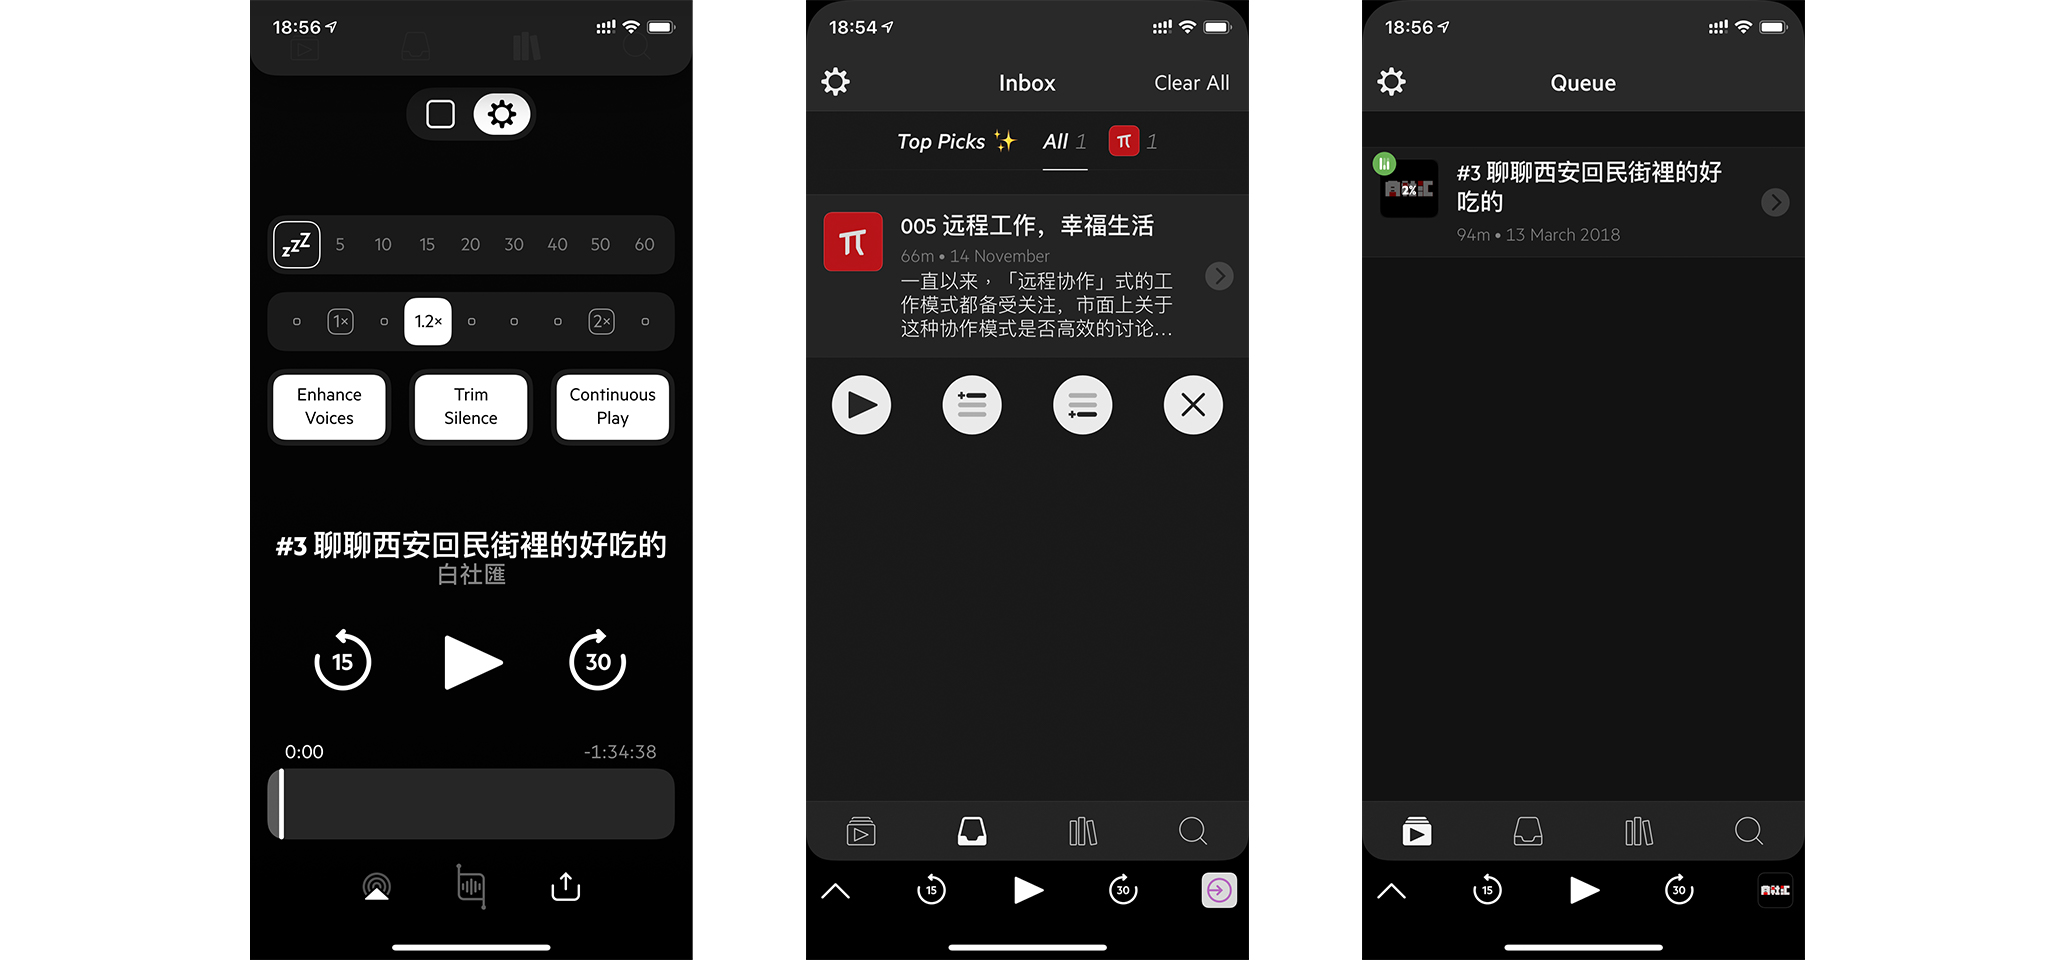 18:56
zzZ 5 10 15 20 30 40 50 60
1× 1.2× 2×
Enhance
Voices
Trim
Silence
Continuous
Play
#3 聊聊西安回民街裡的好吃的
白社匯
15 30
0:00 -1:34:38
18:54
Inbox Clear All
Top Picks ✨ All 1 π 1
π
005 远程工作，幸福生活
66m • 14 November
一直以来，「远程协作」式的工
作模式都备受关注，市面上关于
这种协作模式是否高效的讨论...
15 30
18:56
Queue
2%
#3 聊聊西安回民街裡的好
吃的
94m • 13 March 2018
15 30